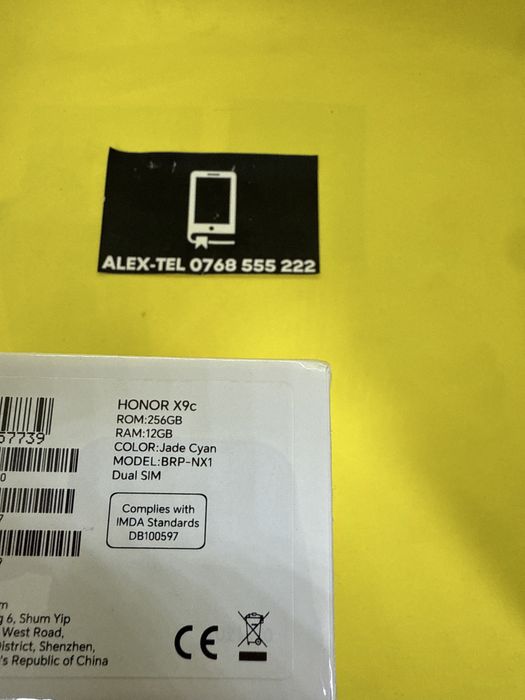 ALEX-TEL 0768 555 222
HONOR X9c
ROM:256GB
RAM:12GB
COLOR:Jade Cyan
MODEL:BRP-NX1
Dual SIM
57739
0
Complies with
IMDA Standards
DB100597
6, Shum Yip
West Road,
District, Shenzhen,
's Republic of China
CE